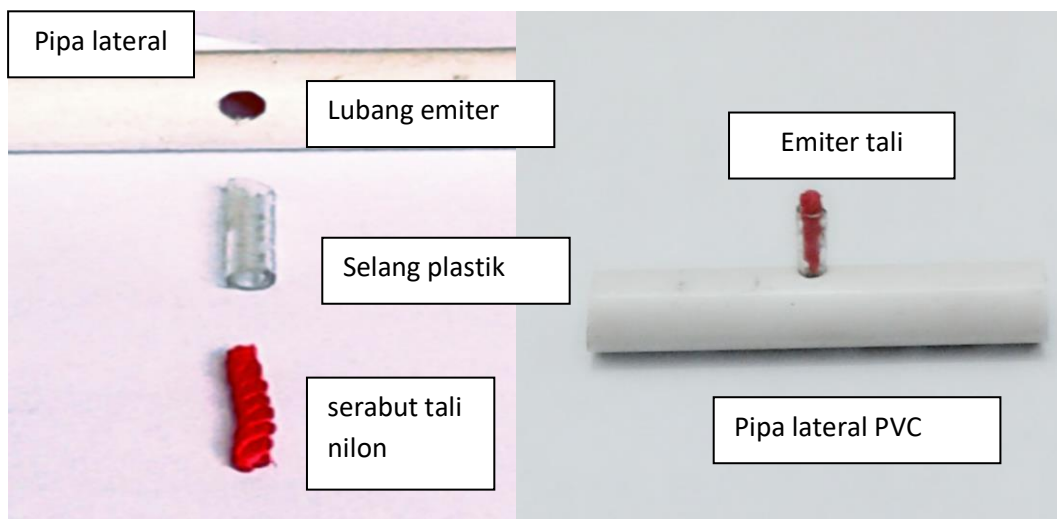 Pipa lateral
Lubang emiter
Selang plastik
serabut tali
nilon
Emiter tali
Pipa lateral PVC